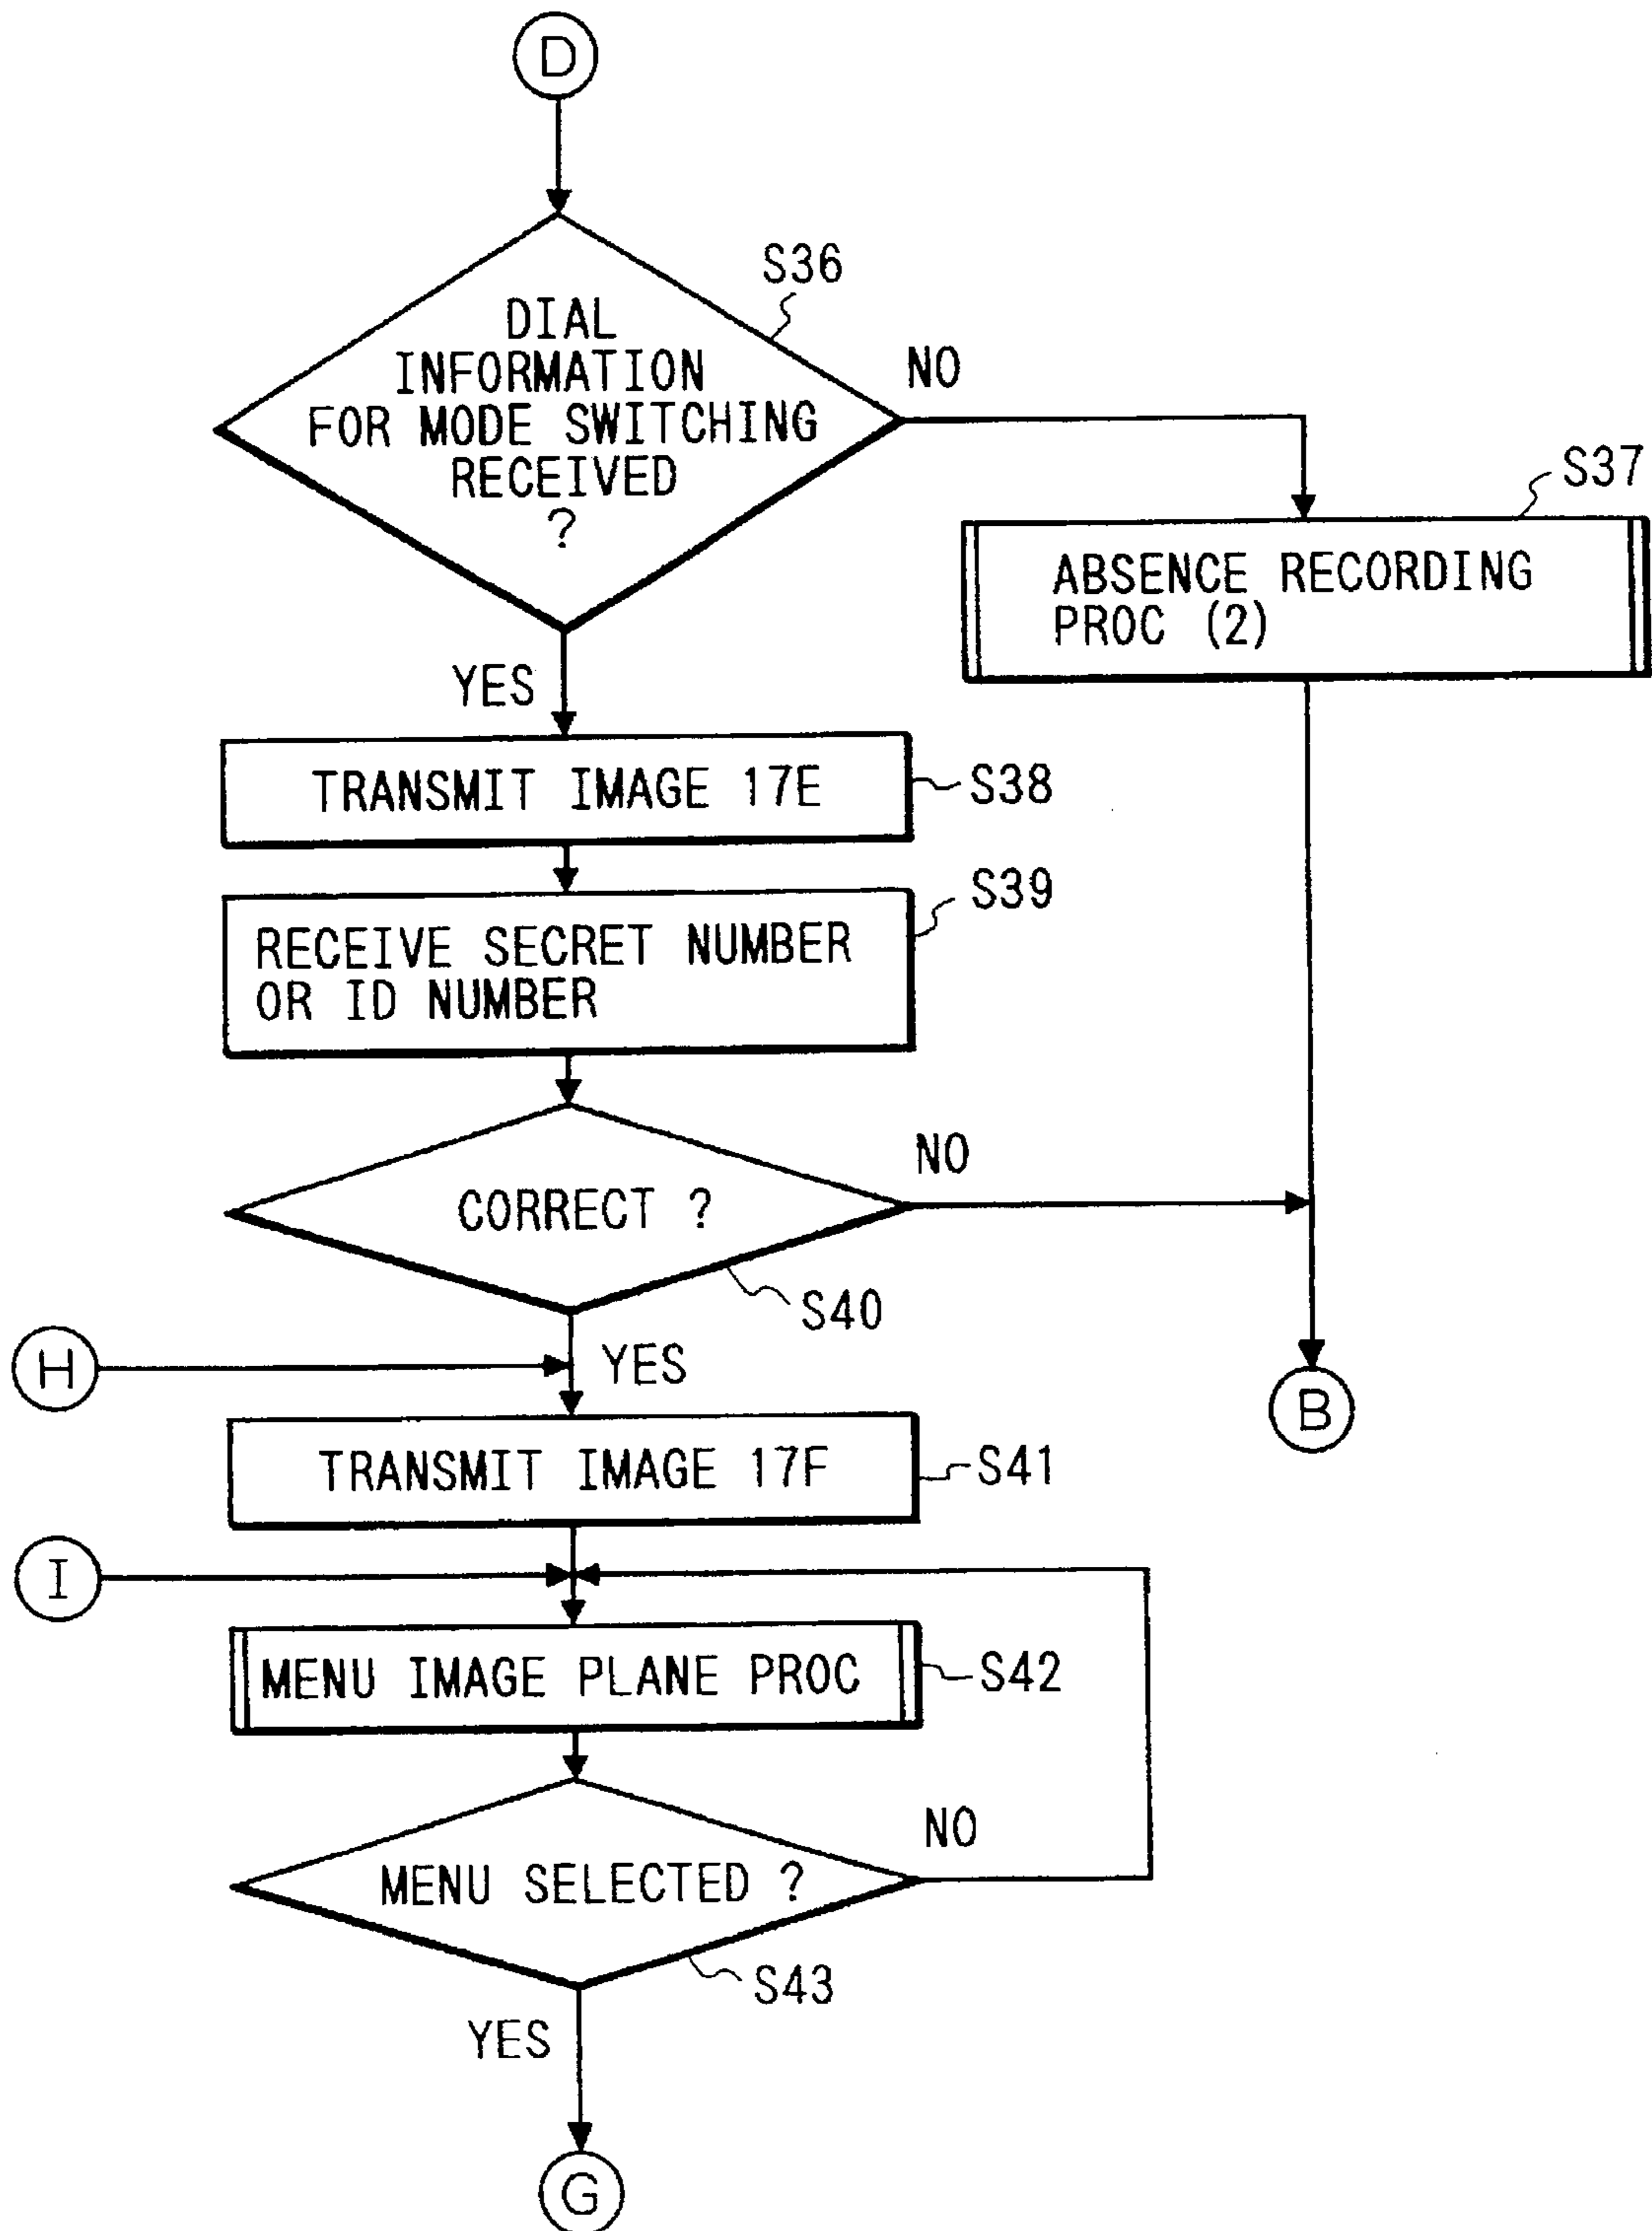 D
S36
DIAL
INFORMATION
FOR MODE SWITCHING
RECEIVED
?
NO
S37
ABSENCE RECORDING
PROC (2)
YES
TRANSMIT IMAGE 17E
S38
S39
RECEIVE SECRET NUMBER
OR ID NUMBER
NO
CORRECT ?
S40
H
YES
B
TRANSMIT IMAGE 17F
S41
I
MENU IMAGE PLANE PROC
S42
NO
MENU SELECTED ?
S43
YES
G